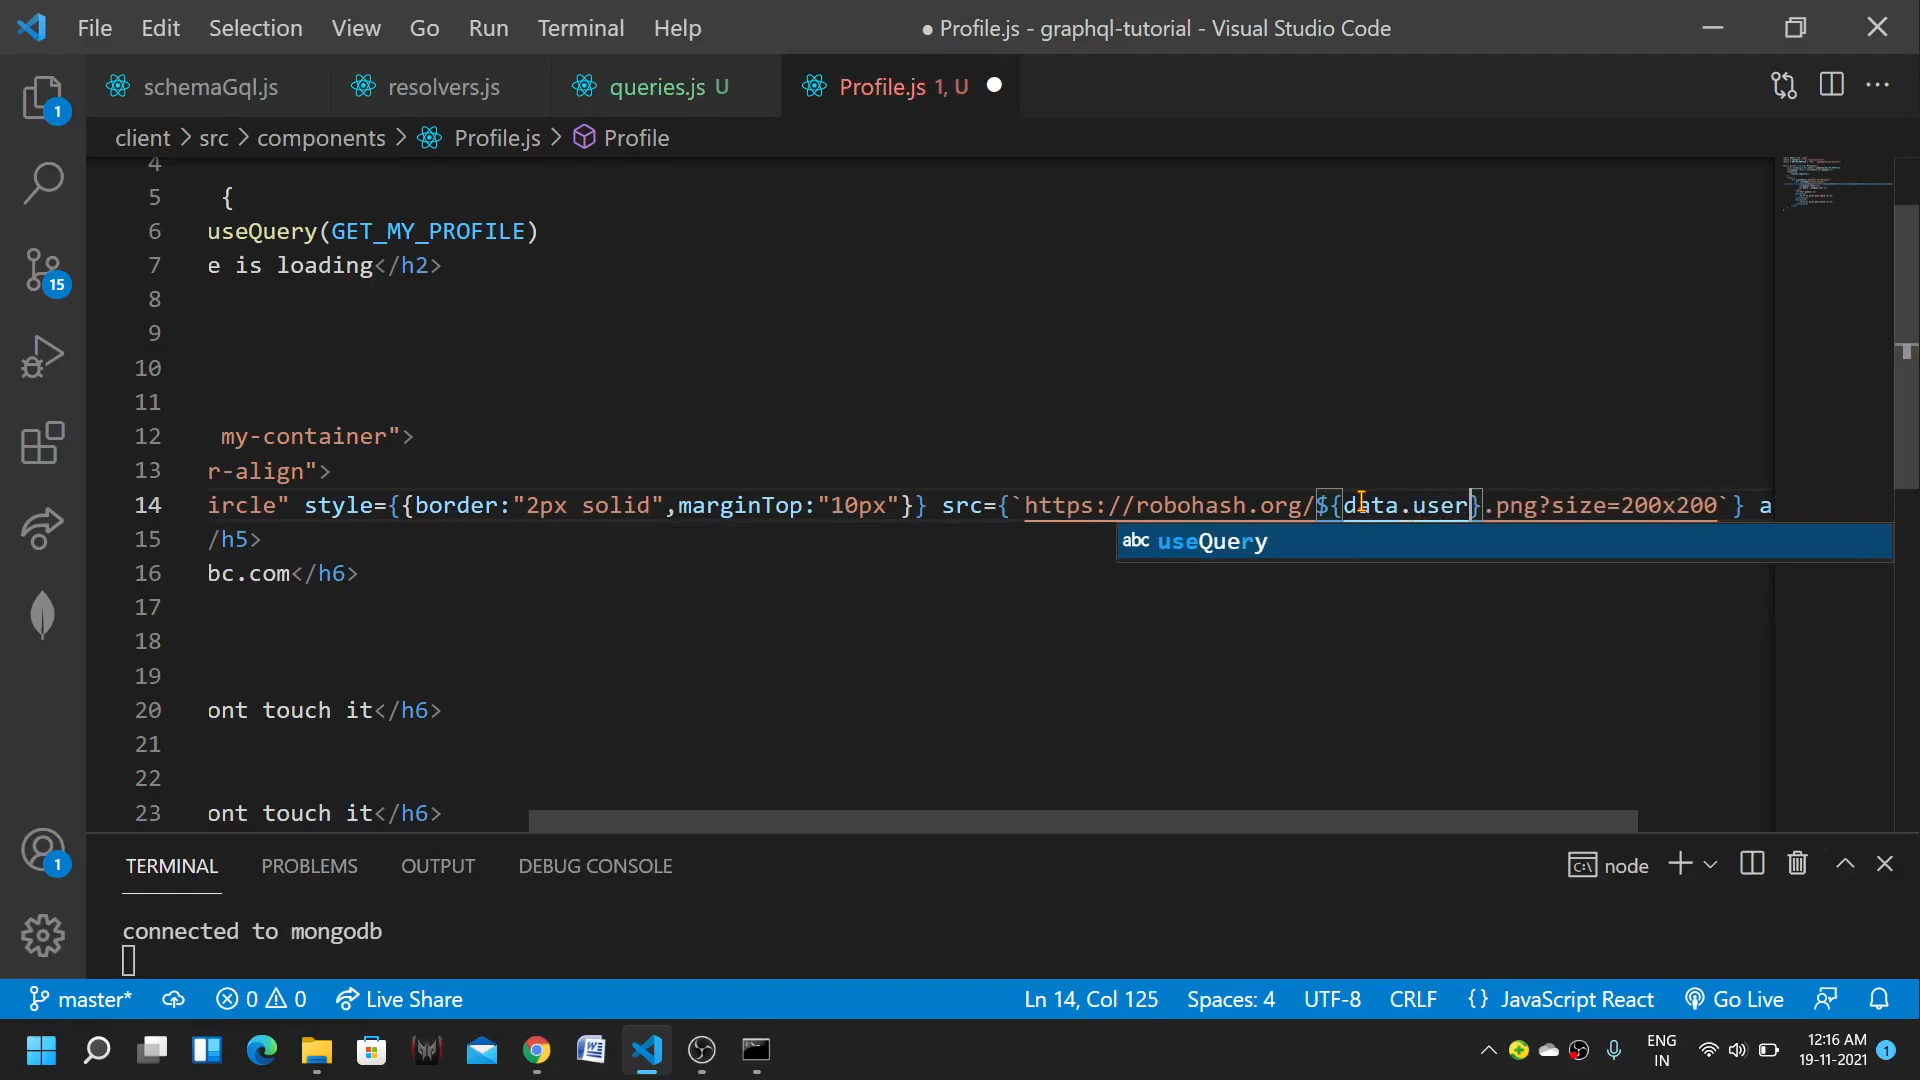 File Edit Selection View Go Run Terminal Help ● Profile.js - graphql-tutorial - Visual Studio Code
schemaGql.js resolvers.js queries.js U Profile.js 1, U
client > src > components > Profile.js > Profile
4
5 {
6 useQuery(GET_MY_PROFILE)
7 e is loading</h2>
8
9
10
11
12 my-container">
13 r-align">
14 ircle" style={{border:"2px solid",marginTop:"10px"}} src={`https://robohash.org/${data.user}.png?size=200x200`} a
15 /h5>
abc useQuery
16 bc.com</h6>
17
18
19
20 ont touch it</h6>
21
22
23 ont touch it</h6>
TERMINAL PROBLEMS OUTPUT DEBUG CONSOLE node
connected to mongodb
master* 0 0 Live Share Ln 14, Col 125 Spaces: 4 UTF-8 CRLF {} JavaScript React Go Live
1
15
1
ENG IN 12:16 AM 19-11-2021 1